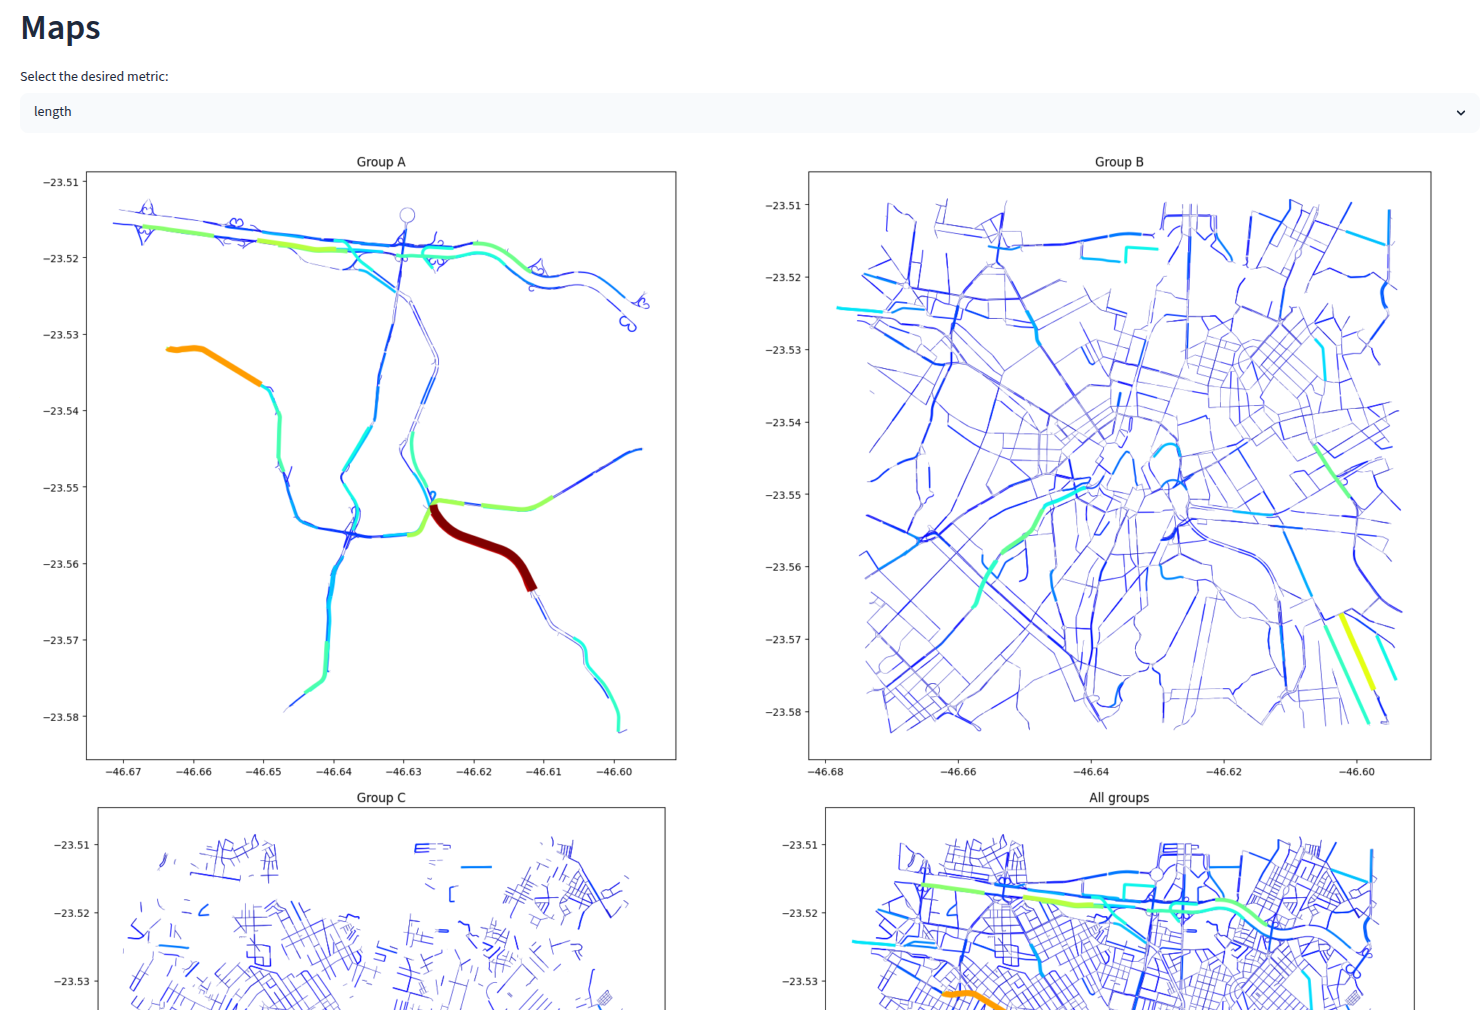 Maps
Select the desired metric:
length
Group A
−23.51
−23.52
−23.53
−23.54
−23.55
−23.56
−23.57
−23.58
−46.67 −46.66 −46.65 −46.64 −46.63 −46.62 −46.61 −46.60
Group B
−23.51
−23.52
−23.53
−23.54
−23.55
−23.56
−23.57
−23.58
−46.68 −46.66 −46.64 −46.62 −46.60
Group C
−23.51
−23.52
−23.53
All groups
−23.51
−23.52
−23.53